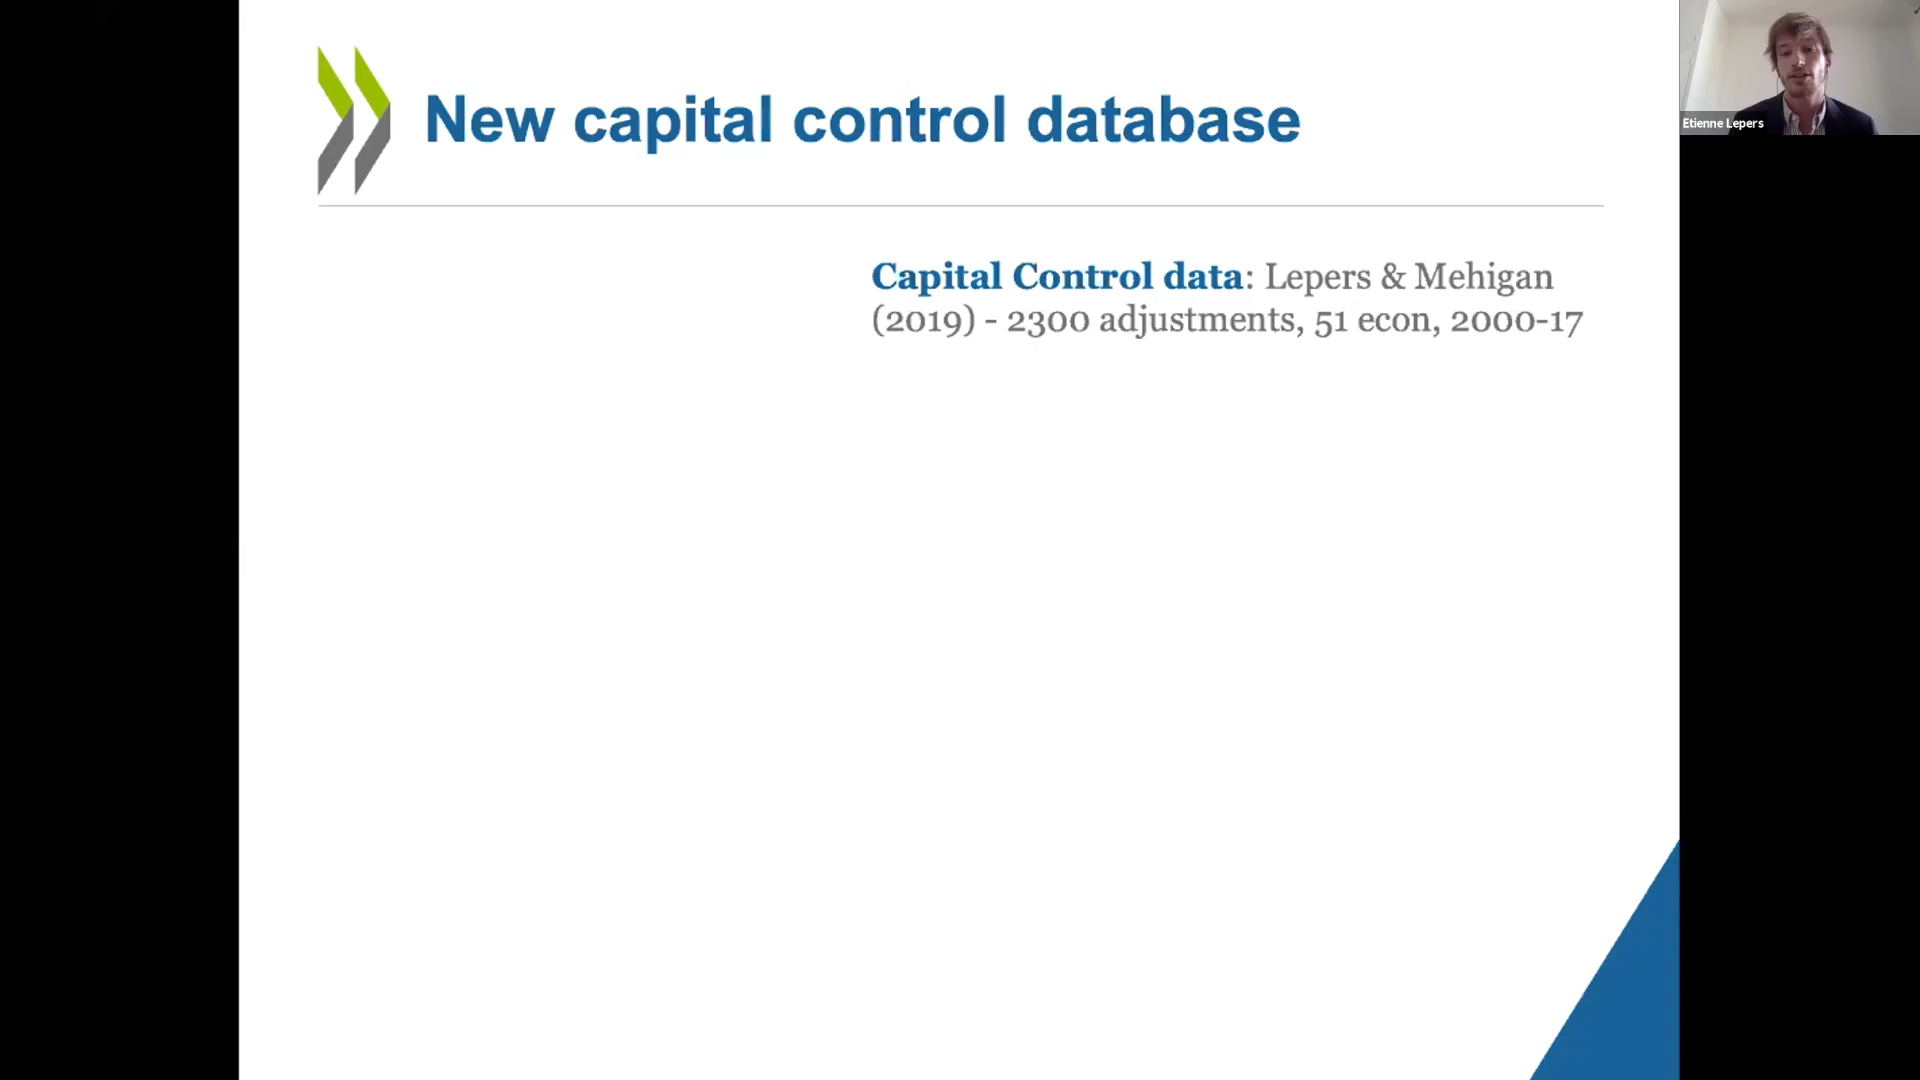 New capital control database
Etienne Lepers
Capital Control data: Lepers & Mehigan
(2019) - 2300 adjustments, 51 econ, 2000-17